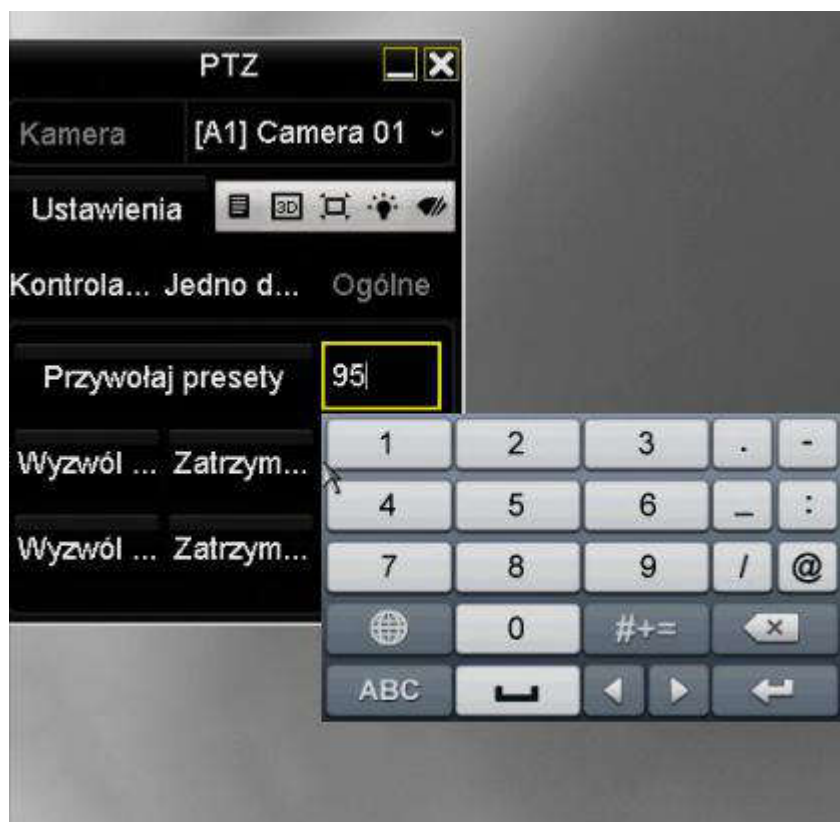 PTZ
Kamera [A1] Camera 01
Ustawienia 3D
Kontrola... Jedno d... Ogólne
Przywołaj presety 95
Wyzwól ... Zatrzym...
Wyzwól ... Zatrzym...
1 2 3 . -
4 5 6 _ :
7 8 9 / @
0 #+=
ABC